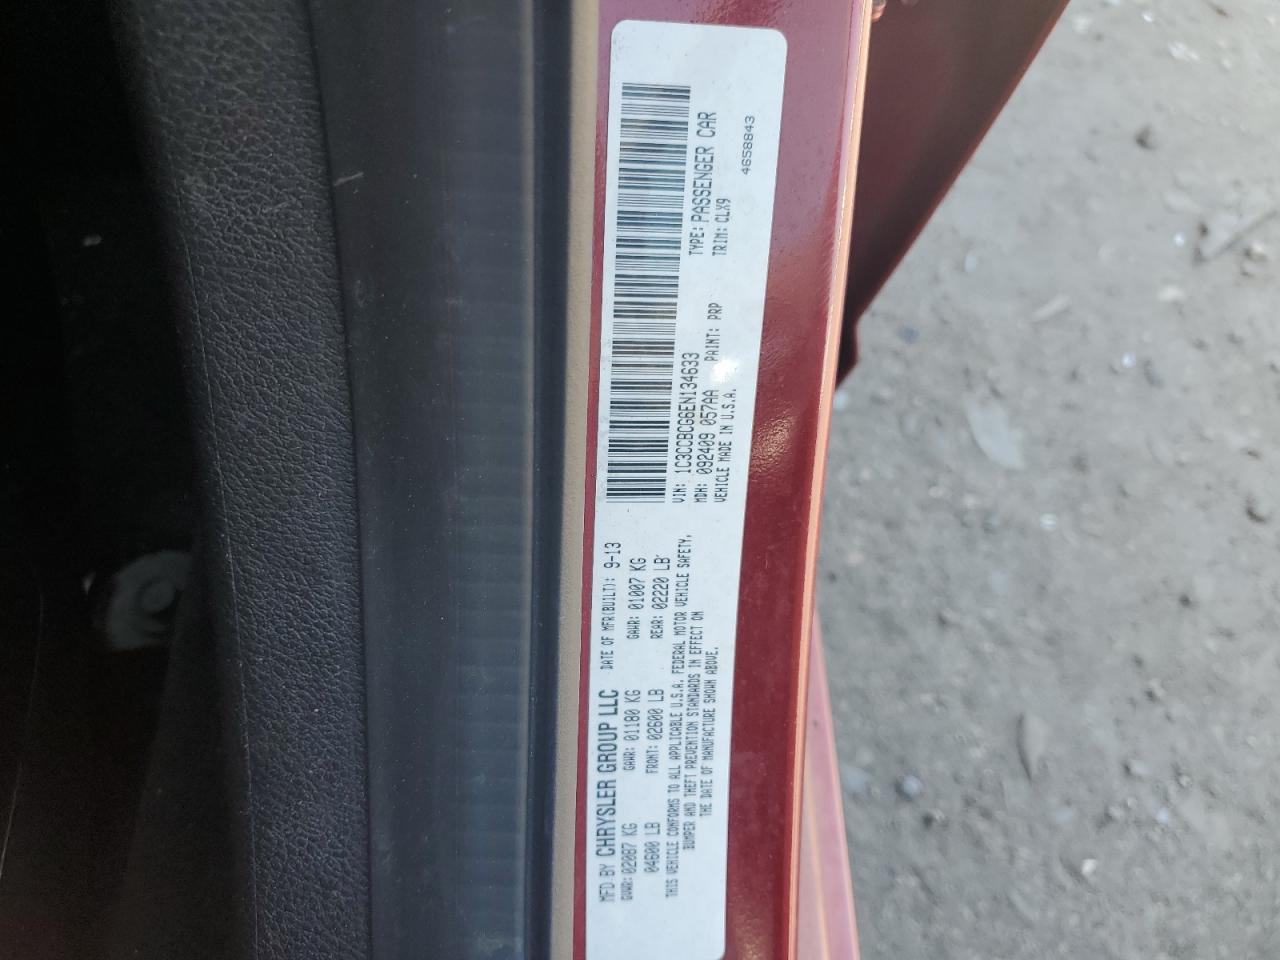 MFD BY CHRYSLER GROUP LLC DATE OF MFR(BUILT): 9-13
GVWR: 02087 KG GAWR: 01180 KG GAWR: 01007 KG
04600 LB FRONT: 02600 LB REAR: 02220 LB
THIS VEHICLE CONFORMS TO ALL APPLICABLE U.S.A. FEDERAL MOTOR VEHICLE SAFETY,
BUMPER AND THEFT PREVENTION STANDARDS IN EFFECT ON
THE DATE OF MANUFACTURE SHOWN ABOVE.
VIN: 1C3CCBCG6EN134633 TYPE: PASSENGER CAR
MDH: 092409 057AA PAINT: PRP TRIM: CLX9
VEHICLE MADE IN U.S.A.
4658843